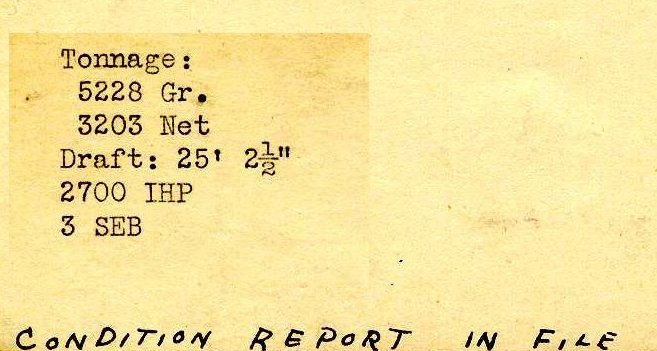 Tonnage:
5228 Gr.
3203 Net
Draft: 25' 2½"
2700 IHP
3 SEB
CONDITION REPORT IN FILE